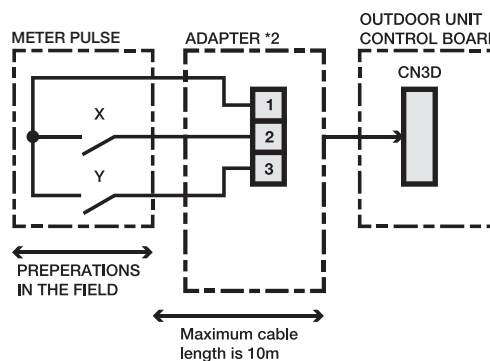 METER PULSE
ADAPTER *2
OUTDOOR UNIT
CONTROL BOARD
CN3D
X
Y
1
2
3
PREPERATIONS
IN THE FIELD
Maximum cable
length is 10m